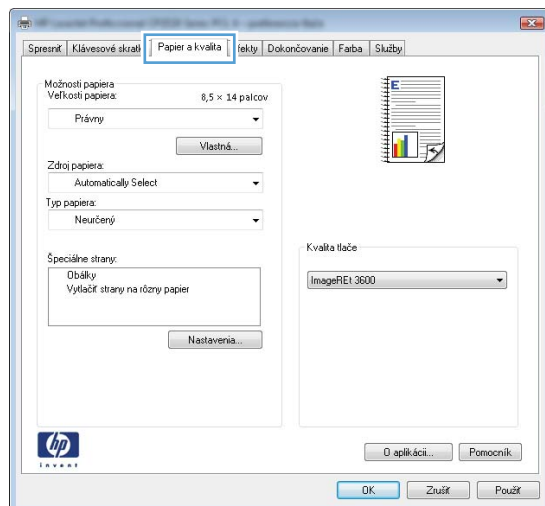 Spresniť Klávesové skrat Papier a kvalita fekty Dokončovanie Farba Služby
Možnosti papiera
Veľkosti papiera: 8,5 × 14 palcov
Právny
Vlastná...
Zdroj papiera:
Automatically Select
Typ papiera:
Neurčený
Špeciálne strany:
Obálky
Vytlačiť strany na rôzny papier
Nastavenia...
Kvalita tlače
ImageREt 3600
E
hp
invent
O aplikácii... Pomocník
OK Zrušiť Použiť